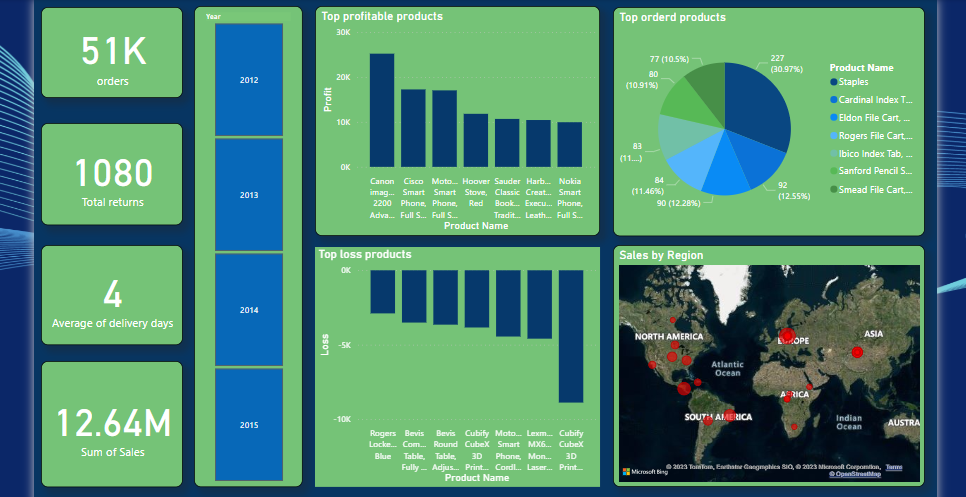 51K
orders
1080
Total returns
4
Average of delivery days
12.64M
Sum of Sales
Year
2012
2013
2014
2015
Top profitable products
30K
20K
10K
0K
Profit
Canon imag... 2200 Adva...
Cisco Smart Phone, Full S...
Moto... Smart Phone, Full S...
Hoover Stove, Red
Sauder Classic Book... Tradit...
Harb... Creat... Execu... Leath...
Nokia Smart Phone, Full S...
Product Name
Top loss products
0K
-5K
-10K
Loss
Rogers Locke... Blue
Bevis Com... Table, Fully ...
Bevis Round Table, Adjus...
Cubify CubeX 3D Print...
Moto... Smart Phone, Cordl...
Lexm... MX6... Mon... Laser...
Cubify CubeX 3D Print...
Product Name
Top orderd products
227
(30.97%)
92
(12.55%)
90 (12.28%)
84
(11.46%)
83
(11....)
80
(10.91%)
77 (10.5%)
Product Name
Staples
Cardinal Index T...
Eldon File Cart, ...
Rogers File Cart,...
Ibico Index Tab, ...
Sanford Pencil S...
Smead File Cart,...
Sales by Region
NORTH AMERICA
EUROPE
ASIA
Atlantic
Ocean
AFRICA
SOUTH AMERICA
Indian
Ocean
AUSTRA
Microsoft Bing
© 2023 TomTom, Earthstar Geographics SIO, © 2023 Microsoft Corporation, Terms
© OpenStreetMap